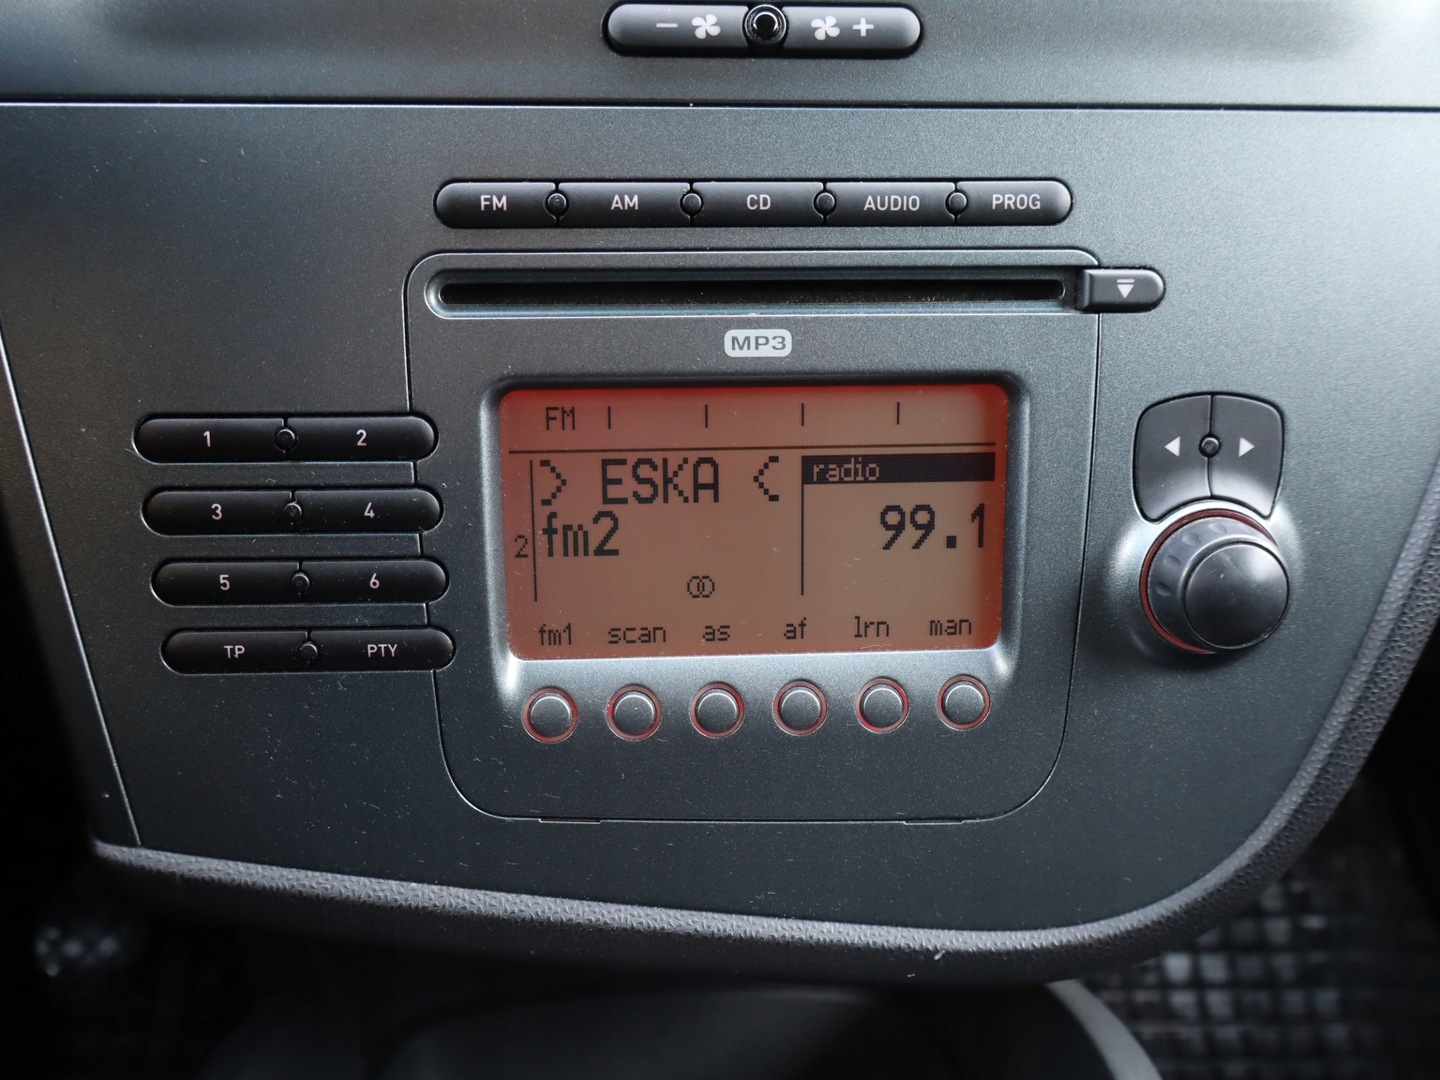 - +
FM AM CD AUDIO PROG
MP3
FM
> ESKA < radio
2 fm2 99.1
fm1 scan as af lrn man
1 2
3 4
5 6
TP PTY